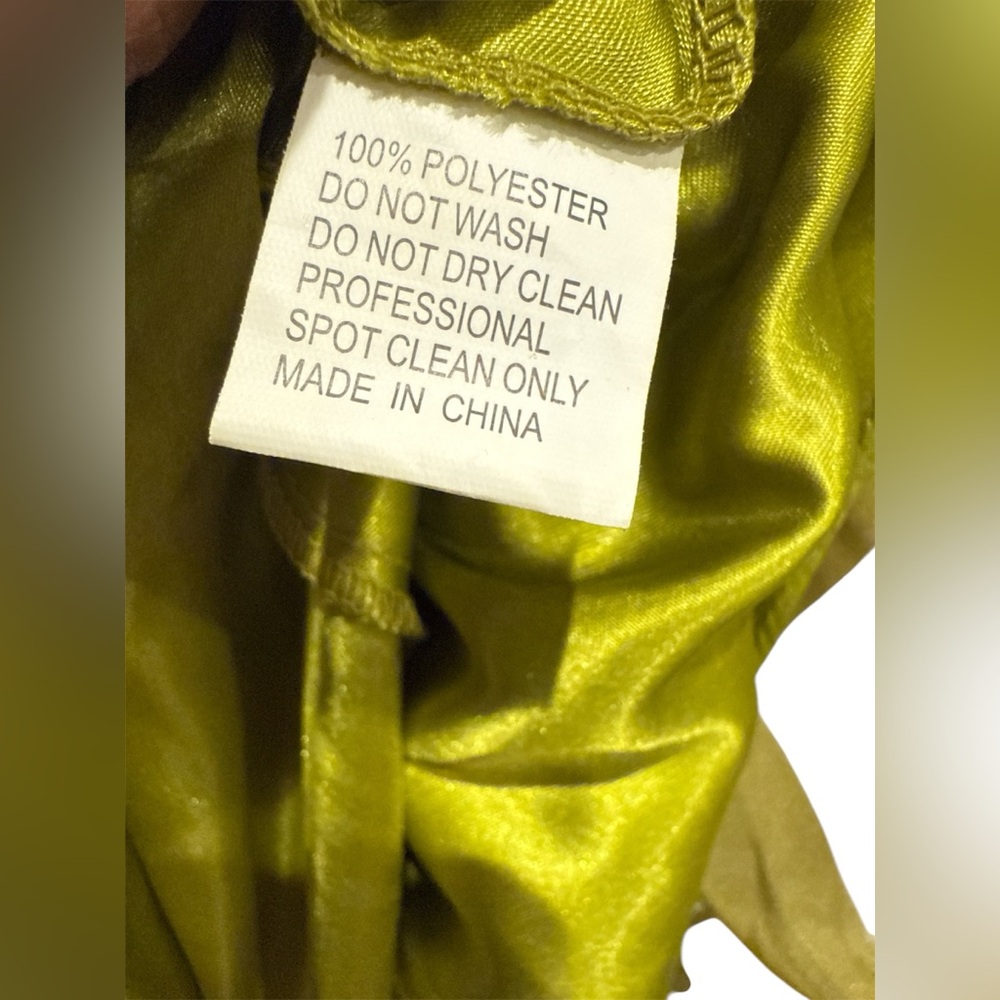 100% POLYESTER
DO NOT WASH
DO NOT DRY CLEAN
PROFESSIONAL
SPOT CLEAN ONLY
MADE IN CHINA